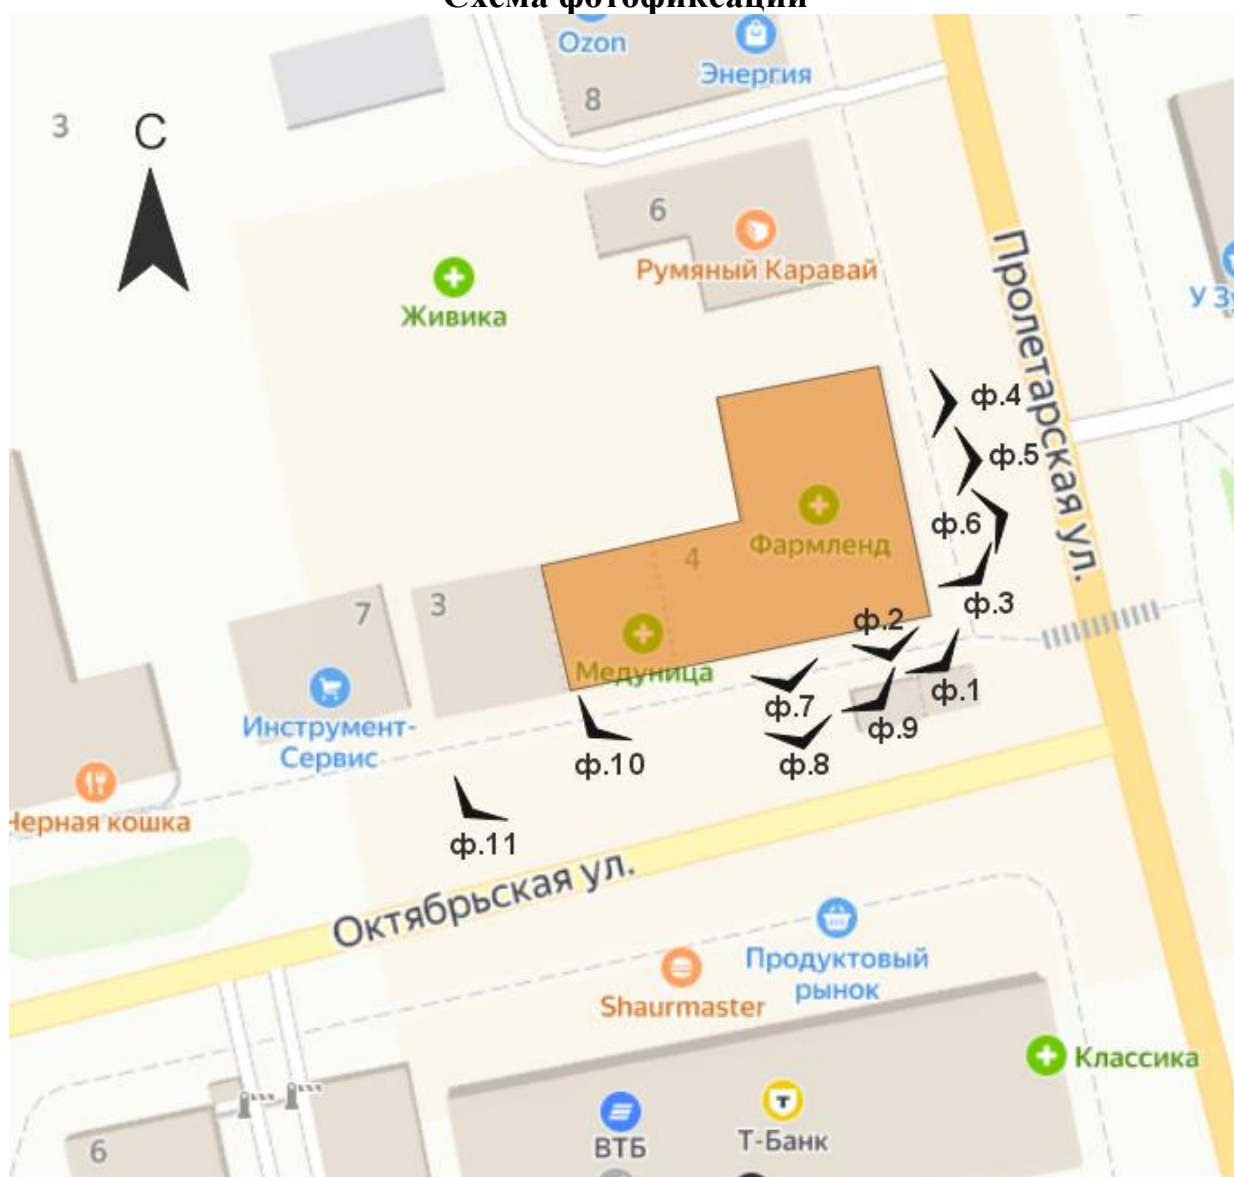 Схема фотофиксации
Ozon
Энергия
8
3
С
6
Румяный Каравай
Живика
Пролетарская ул.
У З
ф.4
ф.5
ф.6
Фармленд
4
ф.3
7
3
ф.2
Медуница
ф.1
ф.7
ф.9
Инструмент-
Сервис
ф.10
ф.8
Черная кошка
ф.11
Октябрьская ул.
Продуктовый
рынок
Shaurmaster
Классика
Т
ВТБ
Т-Банк
6